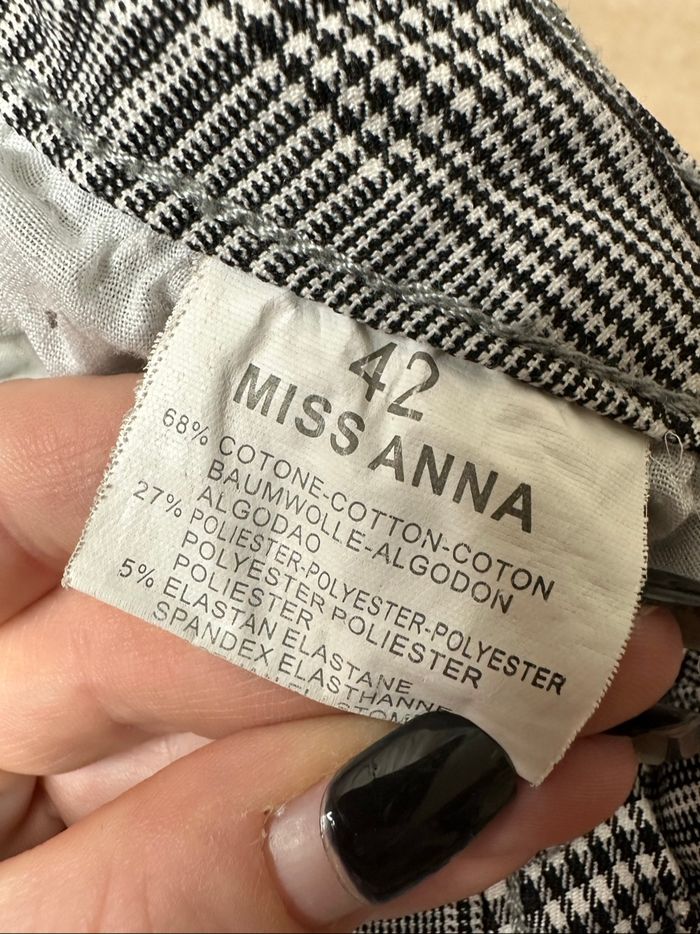 42
MISS ANNA
68% COTONE-COTTON-COTON
BAUMWOLLE-ALGODON
ALGODAO
27% POLIESTER-POLYESTER-POLYESTER
POLYESTER POLIESTER
POLIESTER
5% ELASTAN ELASTANE
SPANDEX ELASTHANNE